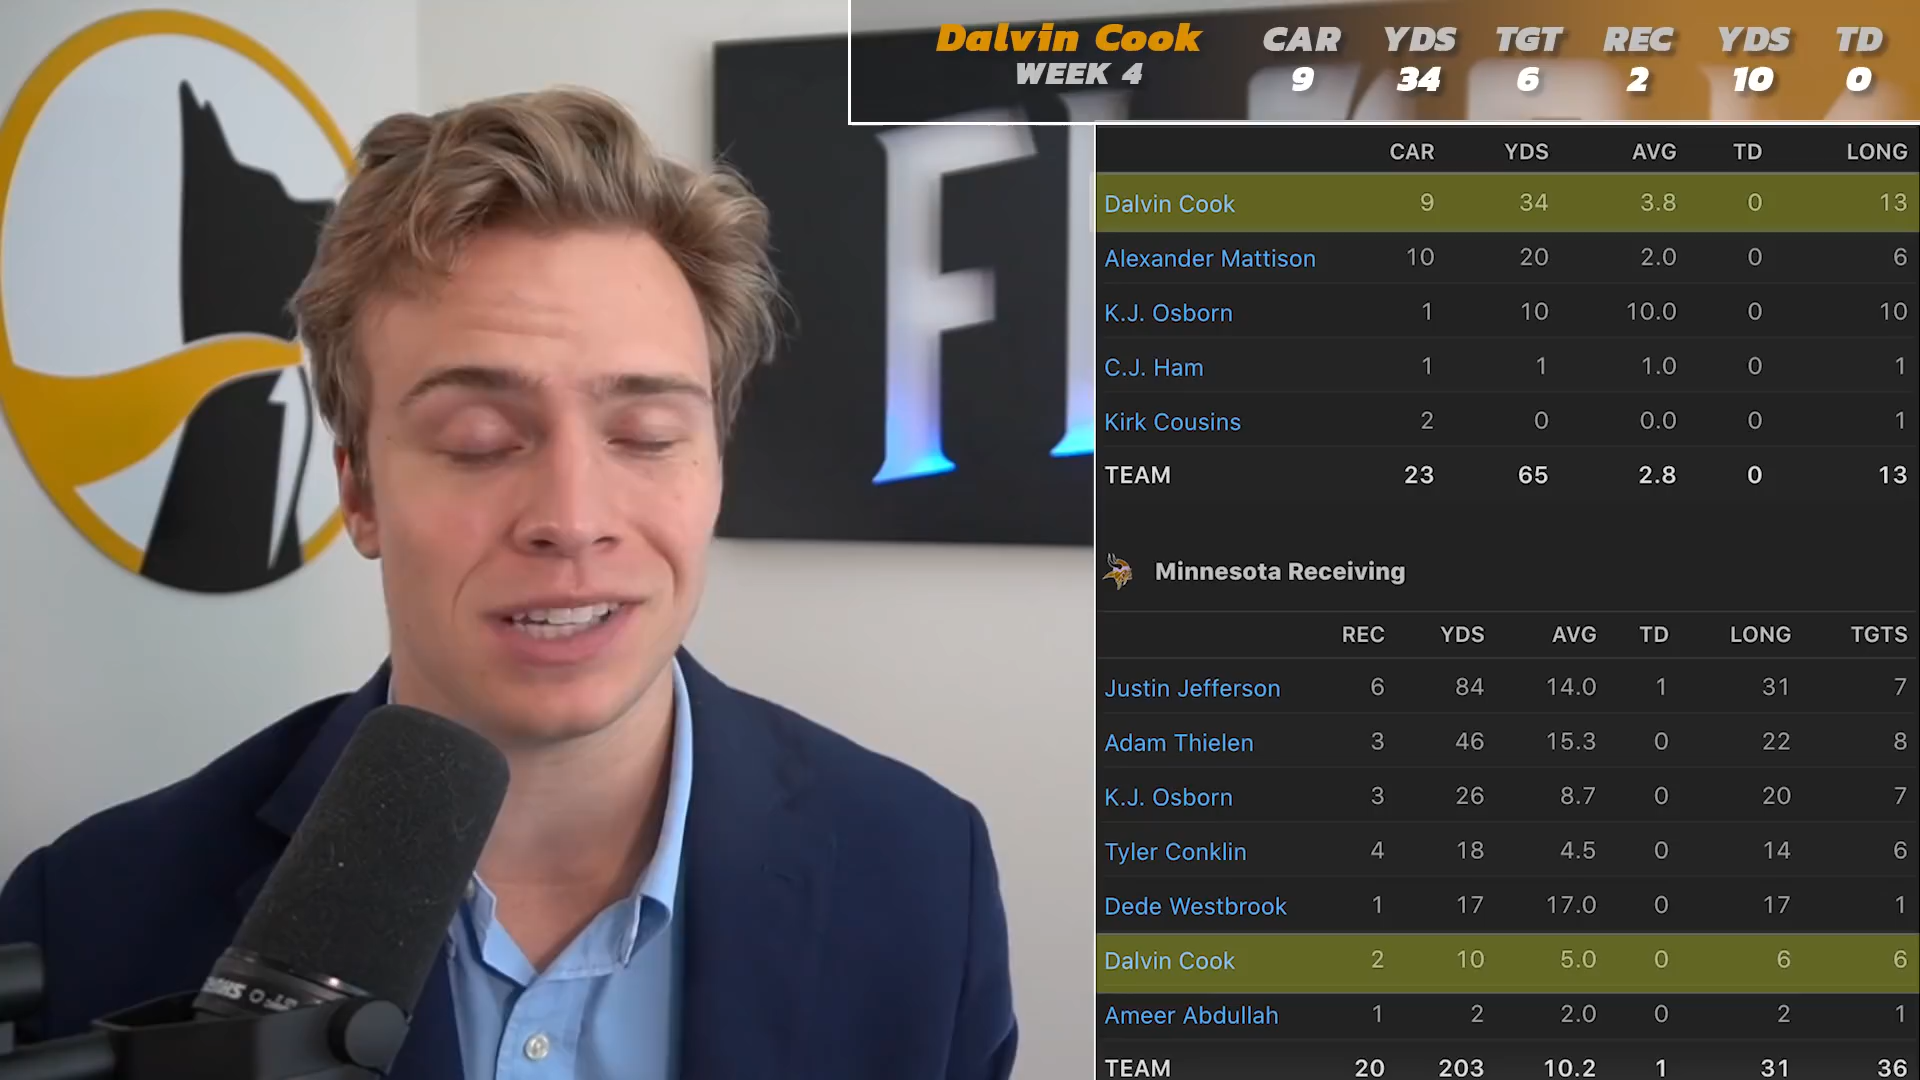 Dalvin Cook CAR YDS TGT REC YDS TD
WEEK 4 9 34 6 2 10 0
CAR YDS AVG TD LONG
Dalvin Cook 9 34 3.8 0 13
Alexander Mattison 10 20 2.0 0 6
K.J. Osborn 1 10 10.0 0 10
C.J. Ham 1 1 1.0 0 1
Kirk Cousins 2 0 0.0 0 1
TEAM 23 65 2.8 0 13
Minnesota Receiving
REC YDS AVG TD LONG TGTS
Justin Jefferson 6 84 14.0 1 31 7
Adam Thielen 3 46 15.3 0 22 8
K.J. Osborn 3 26 8.7 0 20 7
Tyler Conklin 4 18 4.5 0 14 6
Dede Westbrook 1 17 17.0 0 17 1
Dalvin Cook 2 10 5.0 0 6 6
Ameer Abdullah 1 2 2.0 0 2 1
TEAM 20 203 10.2 1 31 36